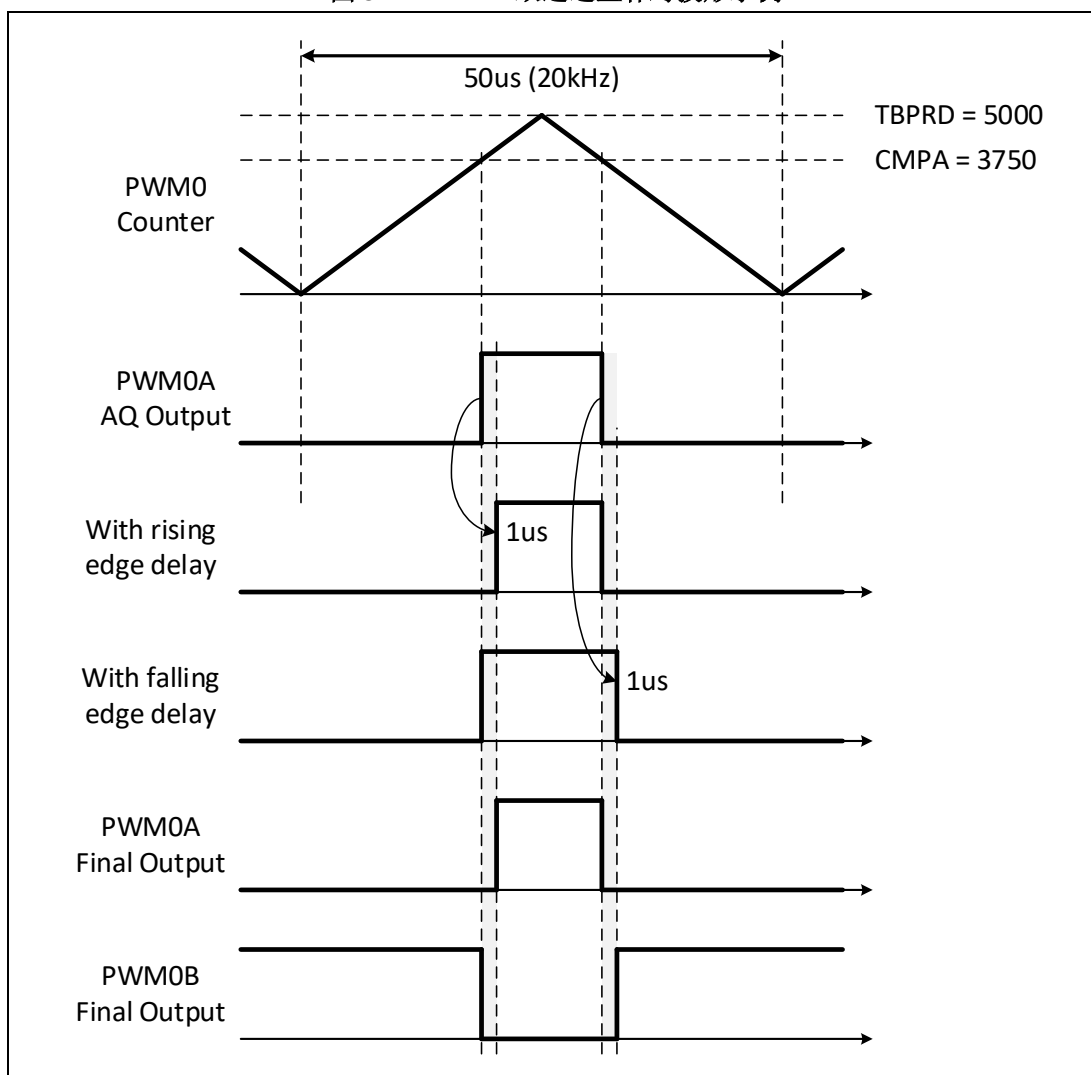 50us (20kHz)
TBPRD = 5000
CMPA = 3750
PWM0
Counter
PWM0A
AQ Output
With rising
edge delay
1us
With falling
edge delay
1us
PWM0A
Final Output
PWM0B
Final Output